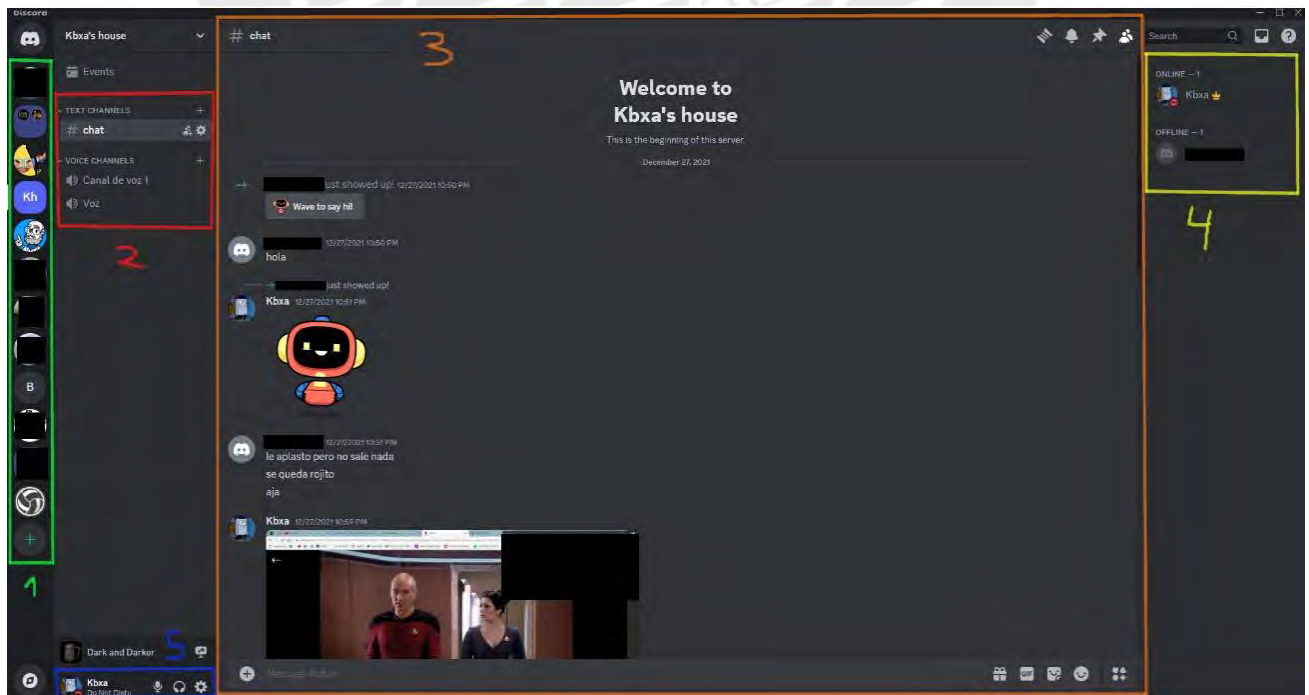 Discord
Kbxa's house
Events
TEXT CHANNELS
# chat
VOICE CHANNELS
Canal de voz 1
Voz
2
Kh
B
1
Dark and Darker
5
Kbxa
Do Not Distu
# chat
3
Search
Welcome to
Kbxa's house
This is the beginning of this server.
December 27, 2021
just showed up! 12/27/2021 10:50 PM
Wave to say hi!
12/27/2021 10:50 PM
hola
just showed up!
Kbxa 12/27/2021 10:51 PM
12/27/2021 10:51 PM
le aplasto pero no sale nada
se queda rojito
aja
Kbxa 12/27/2021 10:57 PM
GIF
ONLINE — 1
Kbxa
OFFLINE — 1
4